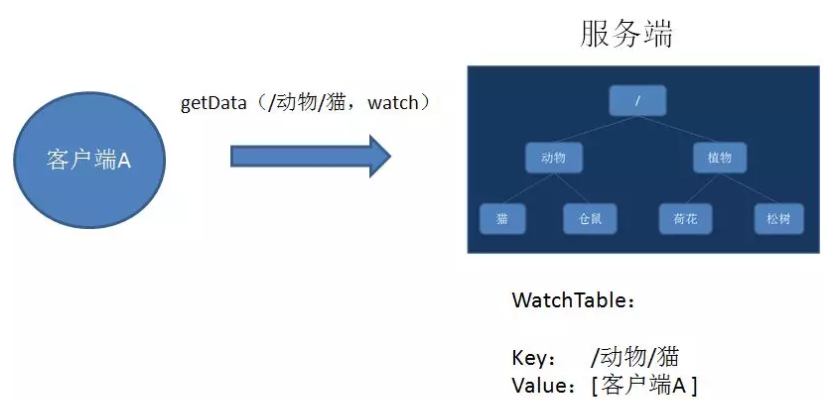 服务端
getData（/动物/猫，watch）
客户端A
/
动物
植物
猫
仓鼠
荷花
松树
WatchTable：
Key： /动物/猫
Value：[客户端A]